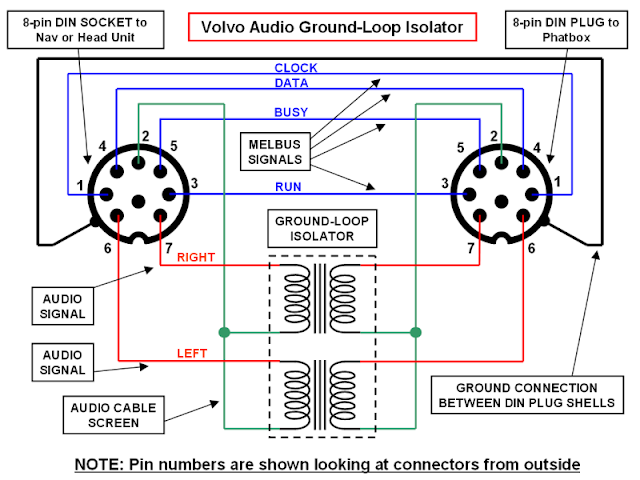 8-pin DIN SOCKET to
Nav or Head Unit
Volvo Audio Ground-Loop Isolator
8-pin DIN PLUG to
Phatbox
CLOCK
DATA
BUSY
MELBUS
SIGNALS
RUN
4 2 5
1 3
6 7
5 2 4
3 1
7 6
GROUND-LOOP
ISOLATOR
RIGHT
AUDIO
SIGNAL
LEFT
AUDIO
SIGNAL
AUDIO CABLE
SCREEN
GROUND CONNECTION
BETWEEN DIN PLUG SHELLS
NOTE: Pin numbers are shown looking at connectors from outside